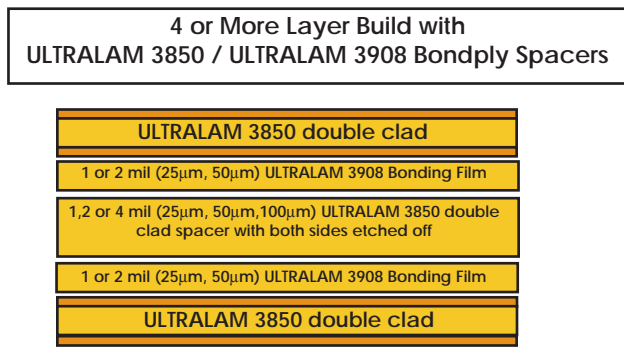 4 or More Layer Build with
ULTRALAM 3850 / ULTRALAM 3908 Bondply Spacers
ULTRALAM 3850 double clad
1 or 2 mil (25μm, 50μm) ULTRALAM 3908 Bonding Film
1,2 or 4 mil (25μm, 50μm,100μm) ULTRALAM 3850 double
clad spacer with both sides etched off
1 or 2 mil (25μm, 50μm) ULTRALAM 3908 Bonding Film
ULTRALAM 3850 double clad